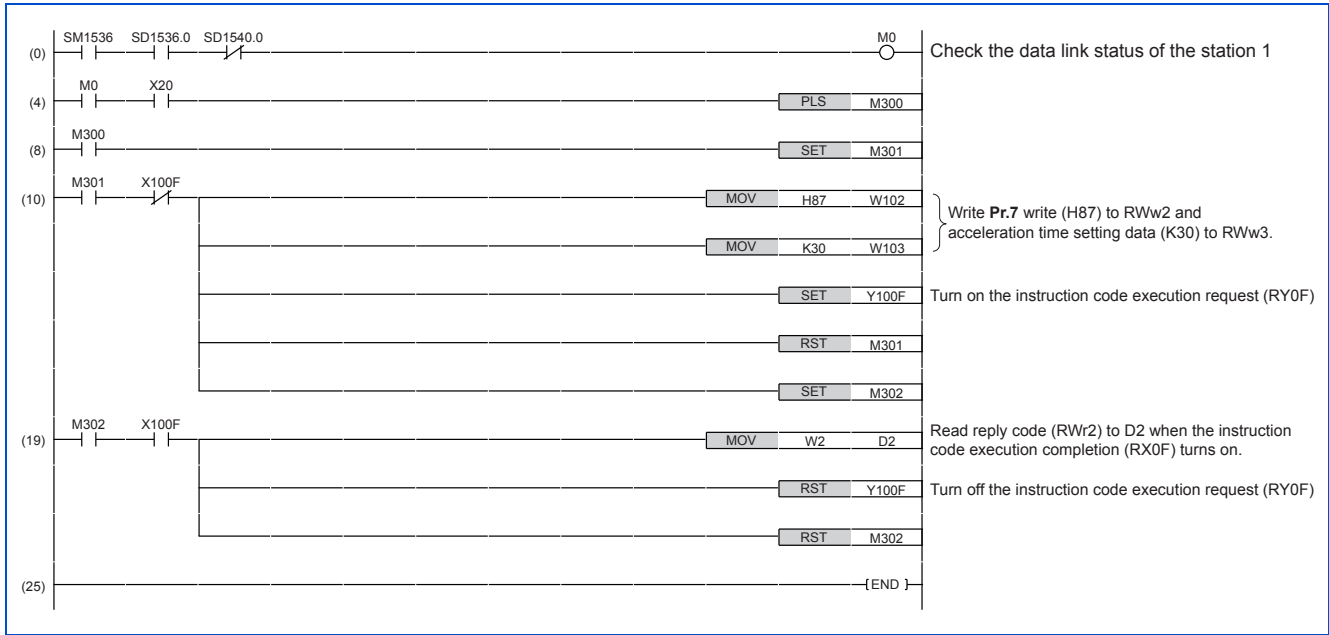 SM1536 SD1536.0 SD1540.0 M0
(0) Check the data link status of the station 1
M0 X20
(4) PLS M300
M300
(8) SET M301
M301 X100F
(10) MOV H87 W102
Write Pr.7 write (H87) to RWw2 and
acceleration time setting data (K30) to RWw3.
MOV K30 W103
SET Y100F Turn on the instruction code execution request (RY0F)
RST M301
SET M302
M302 X100F
(19) MOV W2 D2 Read reply code (RWr2) to D2 when the instruction
code execution completion (RX0F) turns on.
RST Y100F Turn off the instruction code execution request (RY0F)
RST M302
(25) END